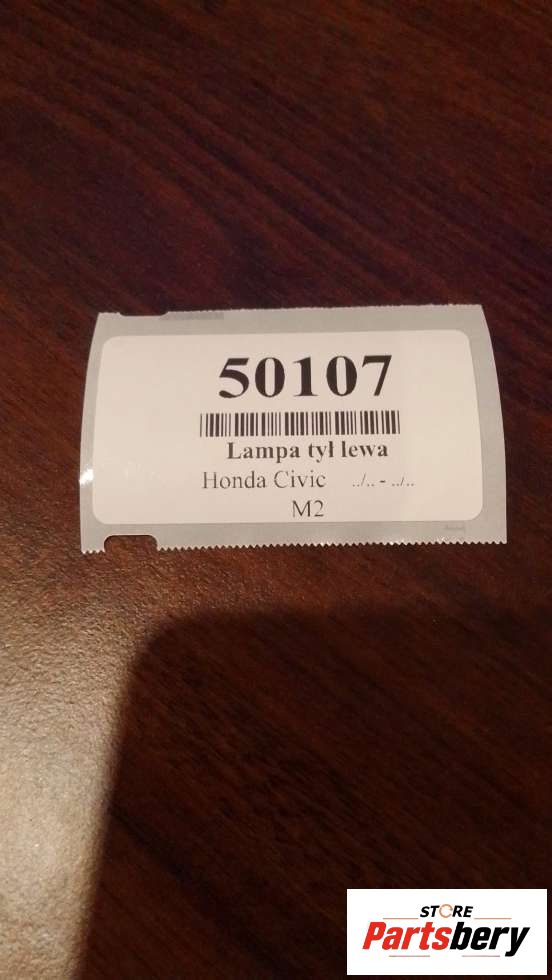 50107
Lampa tył lewa
Honda Civic ../.. - ../..
M2
STORE
Partsbery